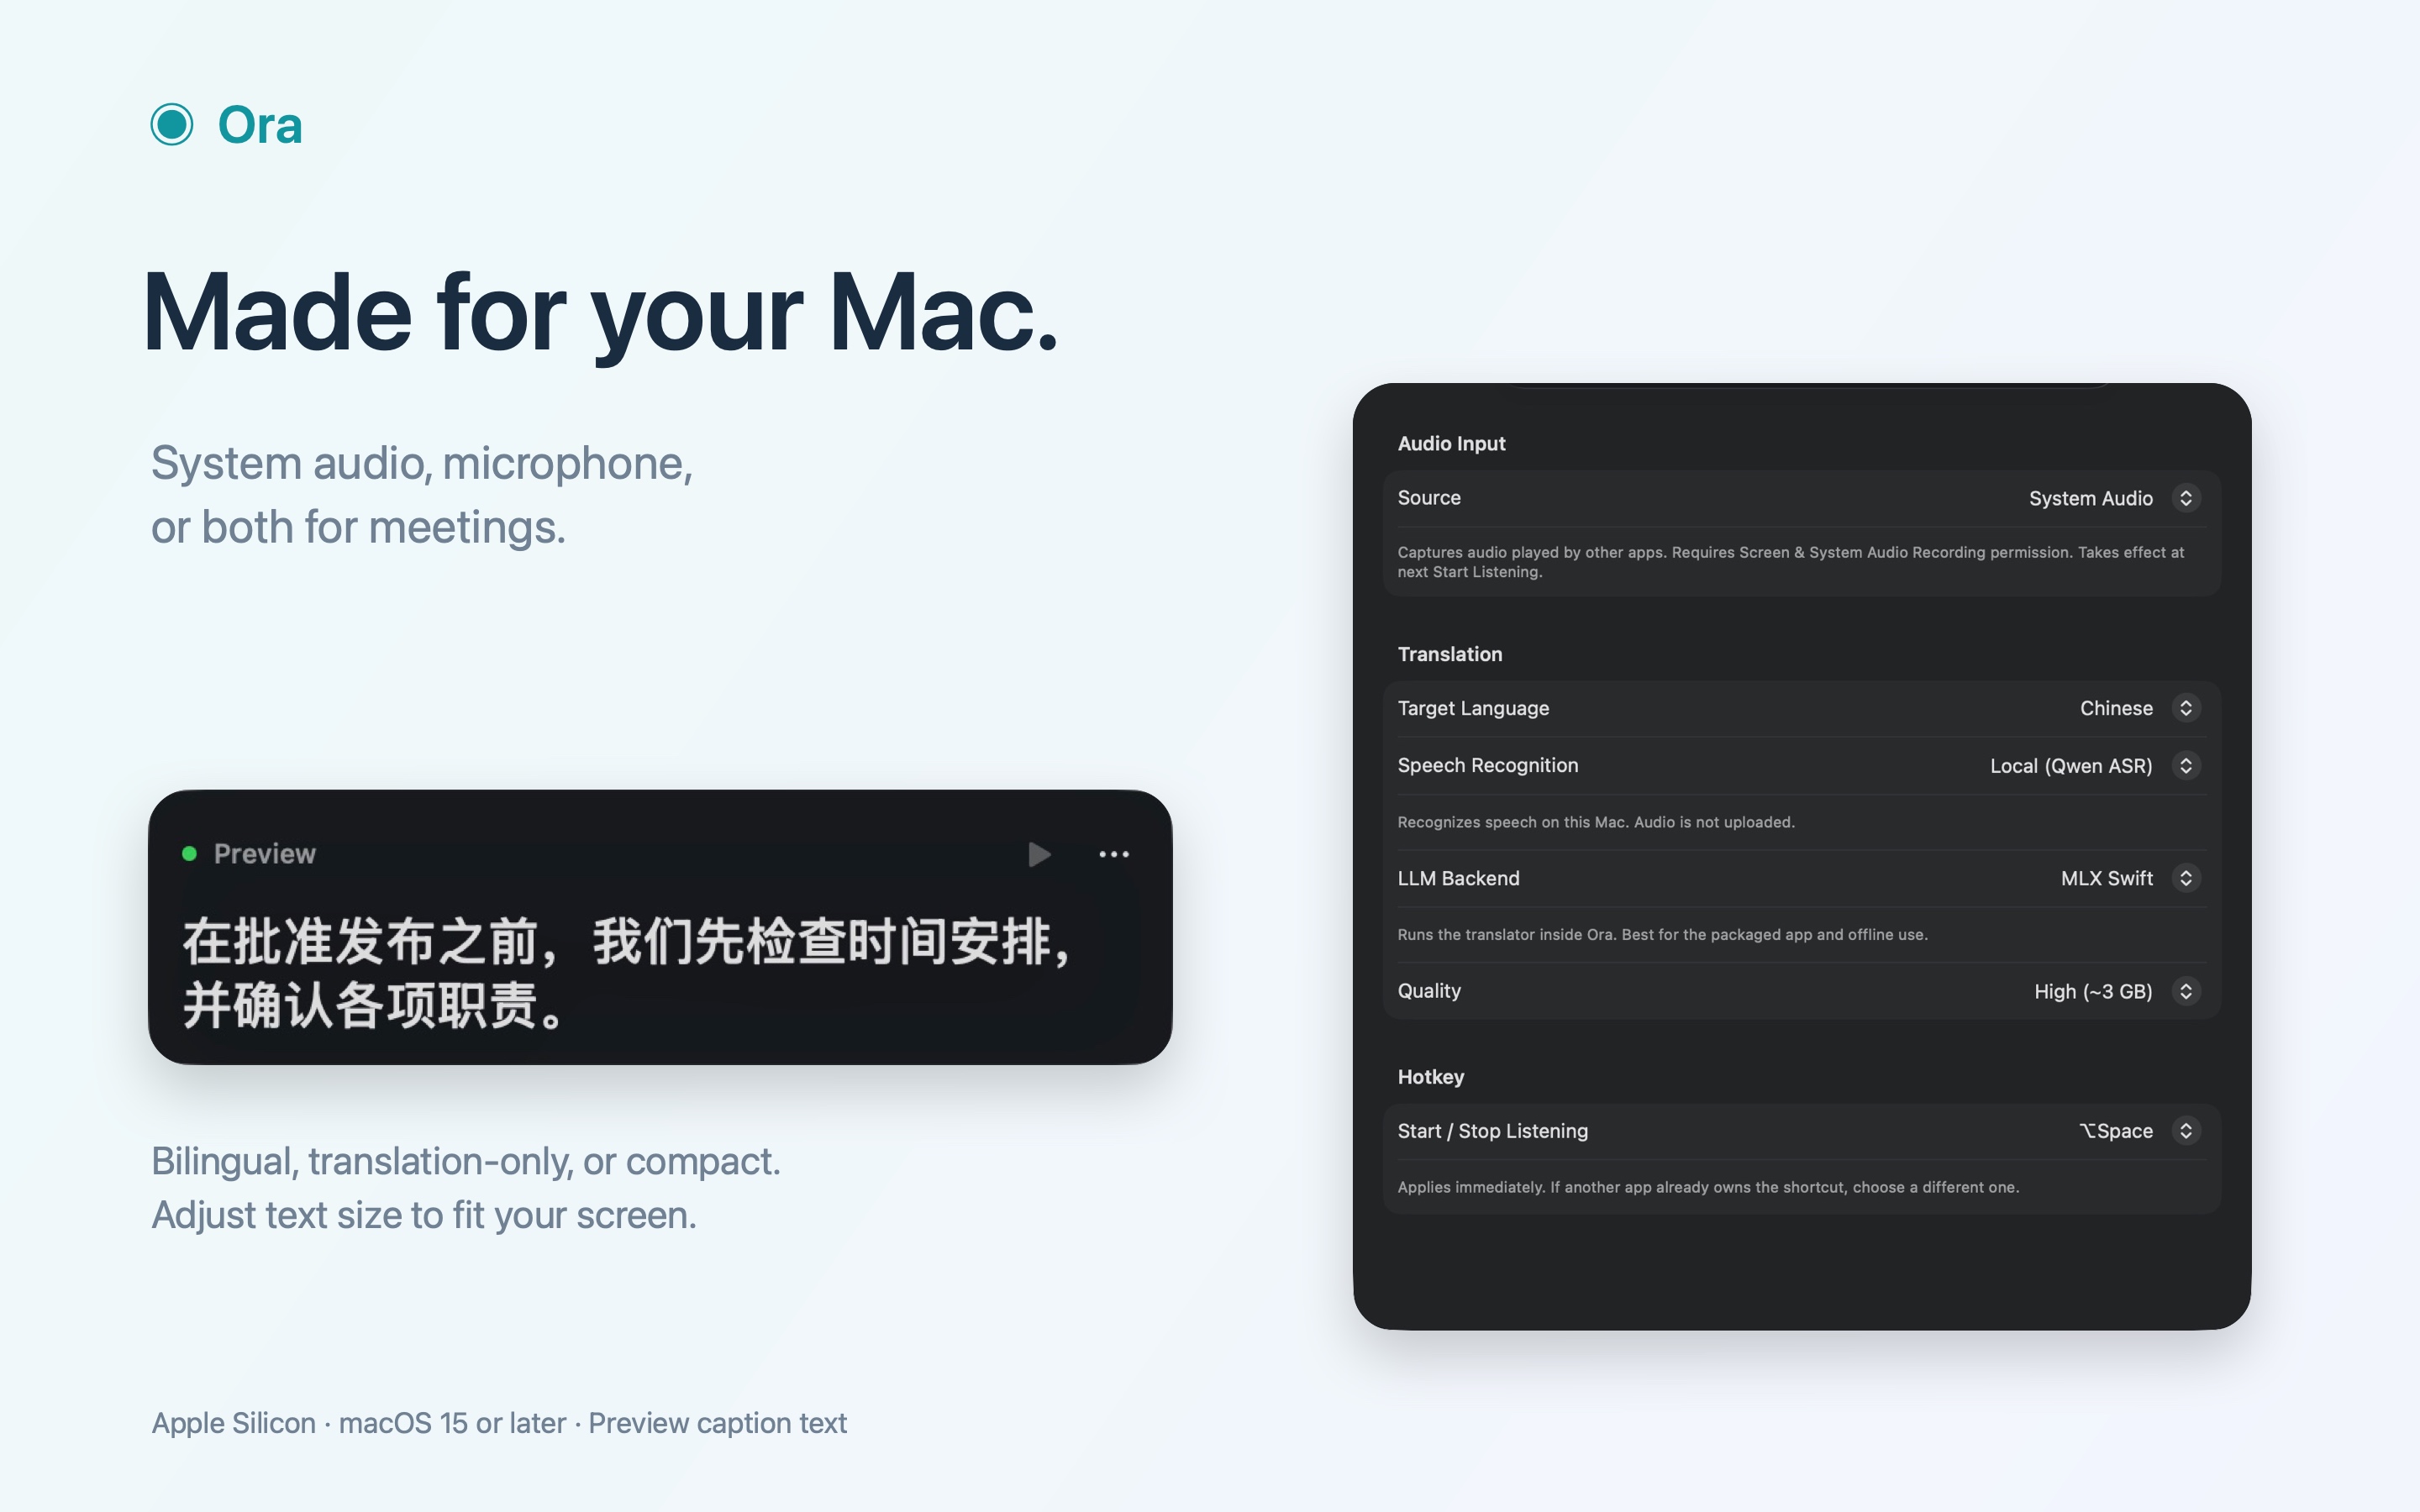 Ora
Made for your Mac.
System audio, microphone,
or both for meetings.
Preview
在批准发布之前，我们先检查时间安排，
并确认各项职责。
Bilingual, translation-only, or compact.
Adjust text size to fit your screen.
Apple Silicon · macOS 15 or later · Preview caption text
Audio Input
Source System Audio
Captures audio played by other apps. Requires Screen & System Audio Recording permission. Takes effect at
next Start Listening.
Translation
Target Language Chinese
Speech Recognition Local (Qwen ASR)
Recognizes speech on this Mac. Audio is not uploaded.
LLM Backend MLX Swift
Runs the translator inside Ora. Best for the packaged app and offline use.
Quality High (~3 GB)
Hotkey
Start / Stop Listening ⌥Space
Applies immediately. If another app already owns the shortcut, choose a different one.